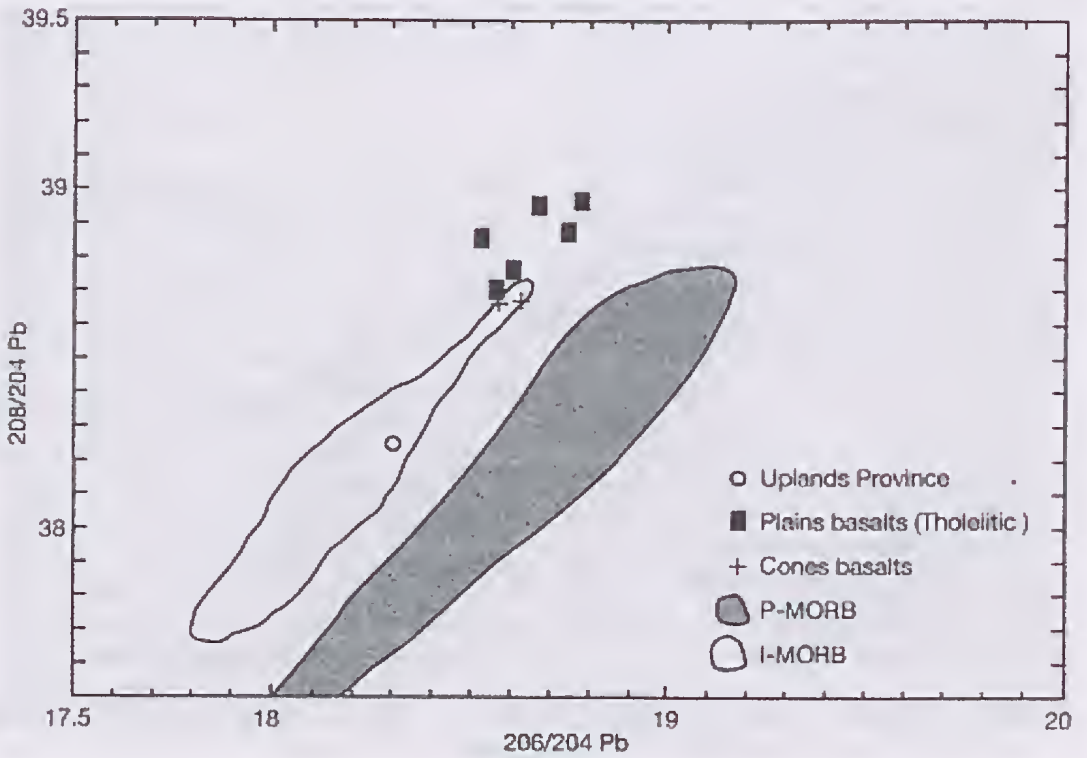 39.5
39
38
208/204 Pb
Uplands Province
Plains basalts (Tholeiitic)
+ Cones basalts
P-MORB
I-MORB
17.5 18 19 20
206/204 Pb